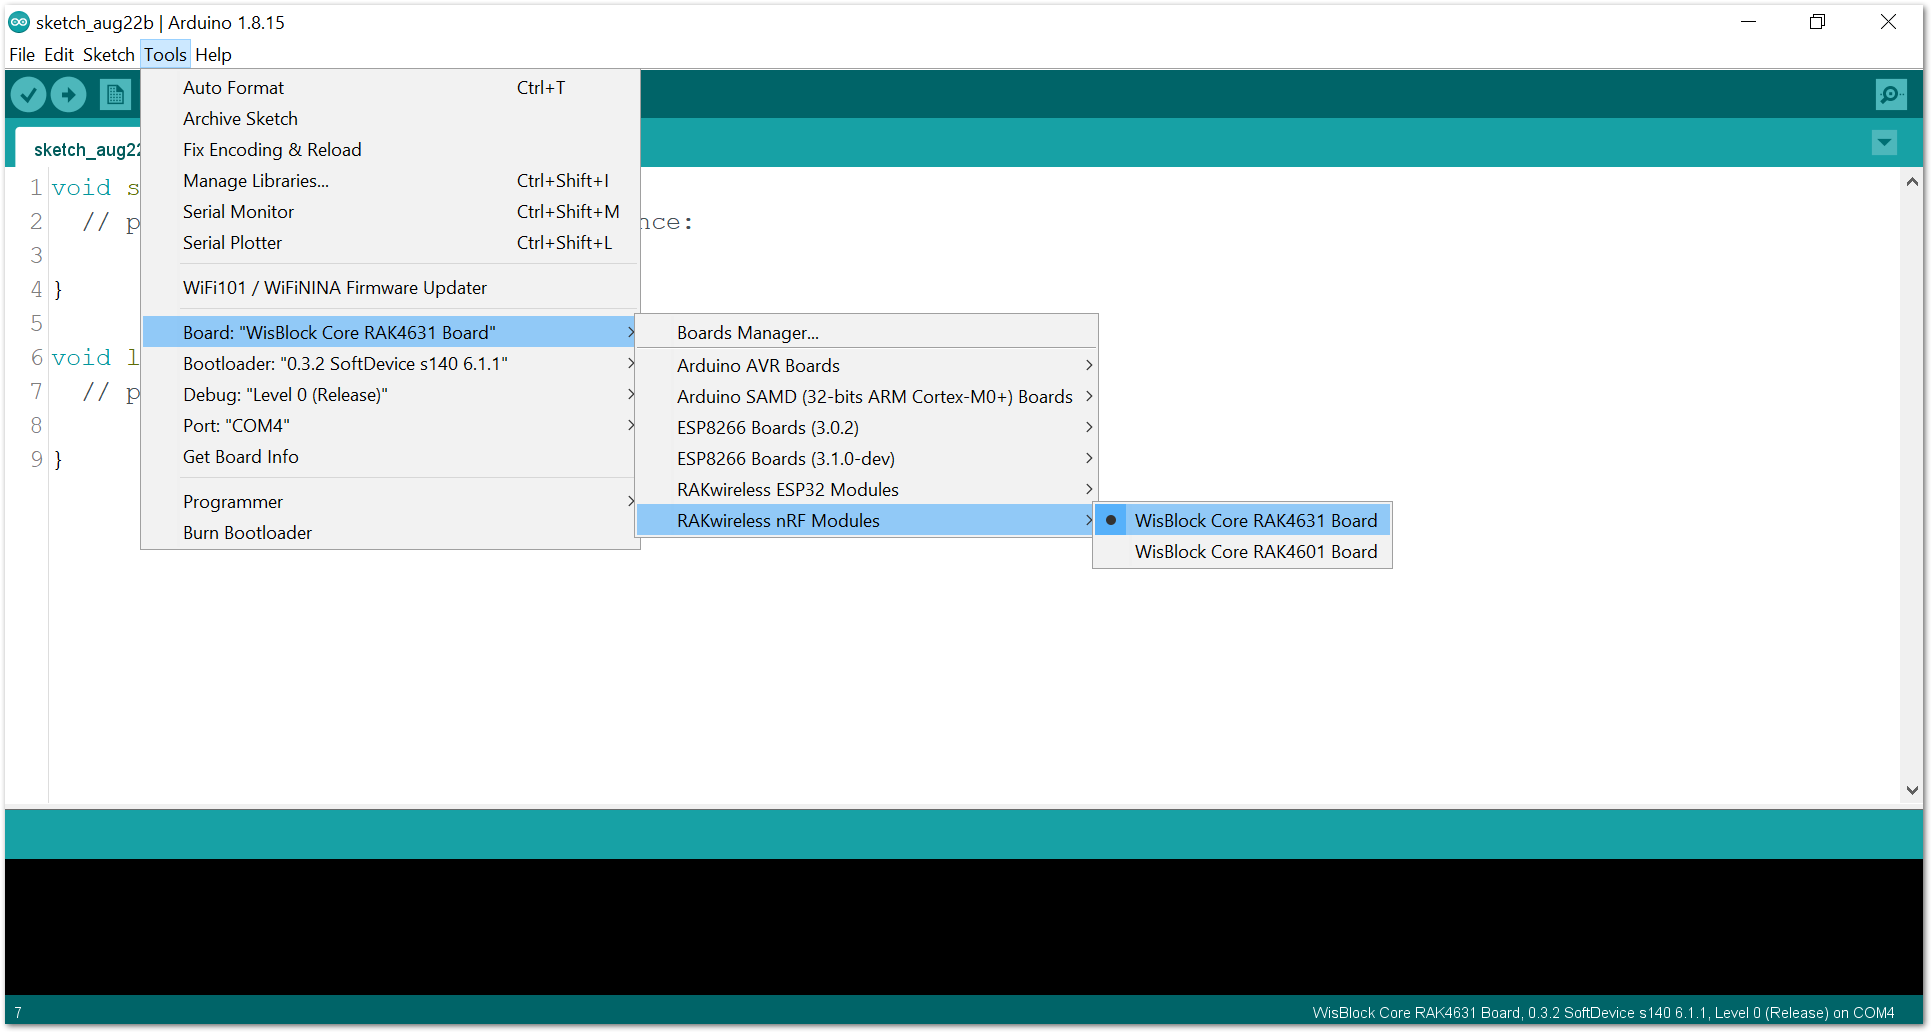 sketch_aug22b | Arduino 1.8.15
File Edit Sketch Tools Help
Auto Format Ctrl+T
Archive Sketch
Fix Encoding & Reload
Manage Libraries... Ctrl+Shift+I
Serial Monitor Ctrl+Shift+M
Serial Plotter Ctrl+Shift+L
WiFi101 / WiFiNINA Firmware Updater
Board: "WisBlock Core RAK4631 Board"
Bootloader: "0.3.2 SoftDevice s140 6.1.1"
Debug: "Level 0 (Release)"
Port: "COM4"
Get Board Info
Programmer
Burn Bootloader
Boards Manager...
Arduino AVR Boards
Arduino SAMD (32-bits ARM Cortex-M0+) Boards
ESP8266 Boards (3.0.2)
ESP8266 Boards (3.1.0-dev)
RAKwireless ESP32 Modules
RAKwireless nRF Modules
WisBlock Core RAK4631 Board
WisBlock Core RAK4601 Board
sketch_aug22
1 void s
2 // p nce:
3
4 }
5
6 void l
7 // p
8
9 }
7 WisBlock Core RAK4631 Board, 0.3.2 SoftDevice s140 6.1.1, Level 0 (Release) on COM4